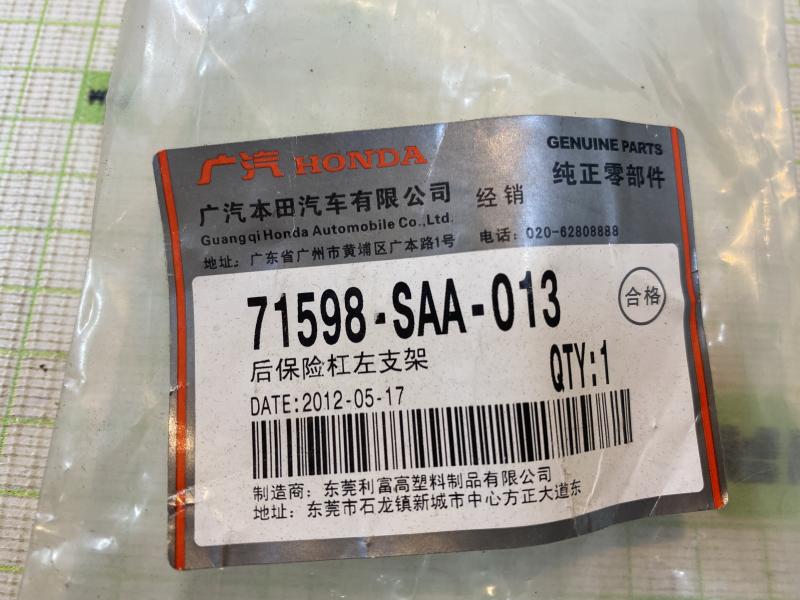 广汽 HONDA
GENUINE PARTS
广汽本田汽车有限公司 经销 纯正零部件
Guangqi Honda Automobile Co.,Ltd.
地址：广东省广州市黄埔区广本路1号 电话：020-62808888
71598-SAA-013
合格
后保险杠左支架
QTY:1
DATE:2012-05-17
制造商：东莞利富高塑料制品有限公司
地址：东莞市石龙镇新城市中心方正大道东